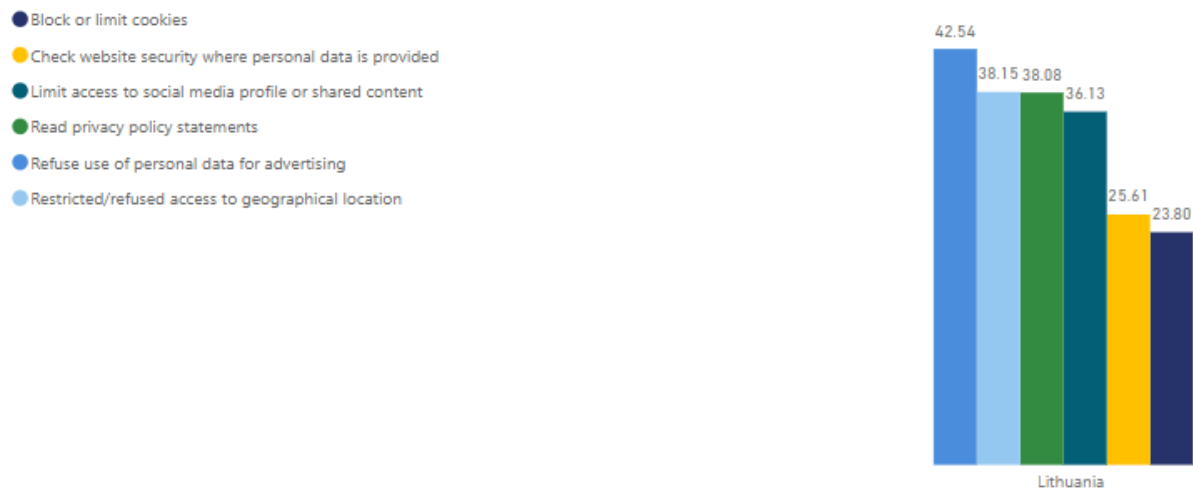 Block or limit cookies
Check website security where personal data is provided
Limit access to social media profile or shared content
Read privacy policy statements
Refuse use of personal data for advertising
Restricted/refused access to geographical location
42.54
38.15
38.08
36.13
25.61
23.80
Lithuania